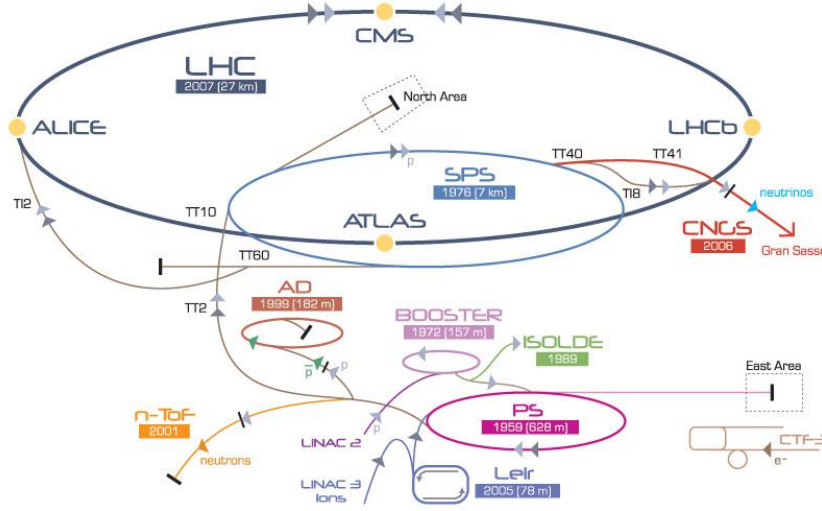 CMS
LHC
2007 (27 km)
North Area
ALICE
LHCb
TT40
TT41
p
SPS
1976 (7 km)
TI8
neutrinos
TI2
TT10
ATLAS
CNGS
2006
Gran Sasso
TT60
AD
1999 (182 m)
TT2
BOOSTER
1972 (157 m)
ISOLDE
1989
p
p
East Area
n-ToF
2001
PS
1959 (628 m)
LINAC 2
p
neutrons
CTF3
e-
LINAC 3
Ions
Leir
2005 (78 m)